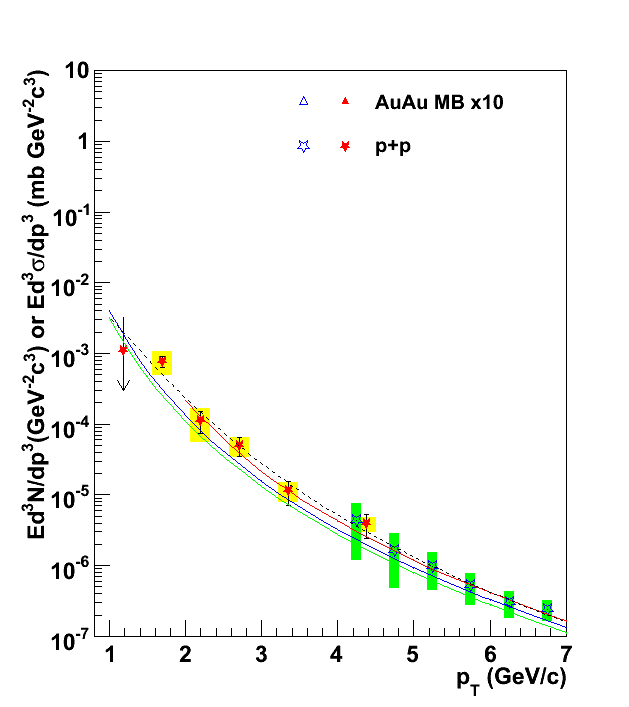 AuAu MB x10
p+p
Ed³N/dp³(GeV⁻²c³) or Ed³σ/dp³ (mb GeV⁻²c³)
10
1
10⁻¹
10⁻²
10⁻³
10⁻⁴
10⁻⁵
10⁻⁶
10⁻⁷
1 2 3 4 5 6 7
p_T (GeV/c)